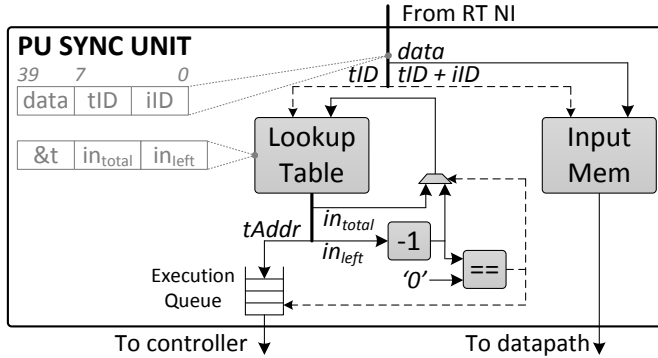 From RT NI
PU SYNC UNIT
data
39 7 0
tID tID + iID
data tID iID
Lookup
Table
Input
Mem
&t in_total in_left
tAddr
in_total
in_left
-1
==
'0'
Execution
Queue
To controller
To datapath